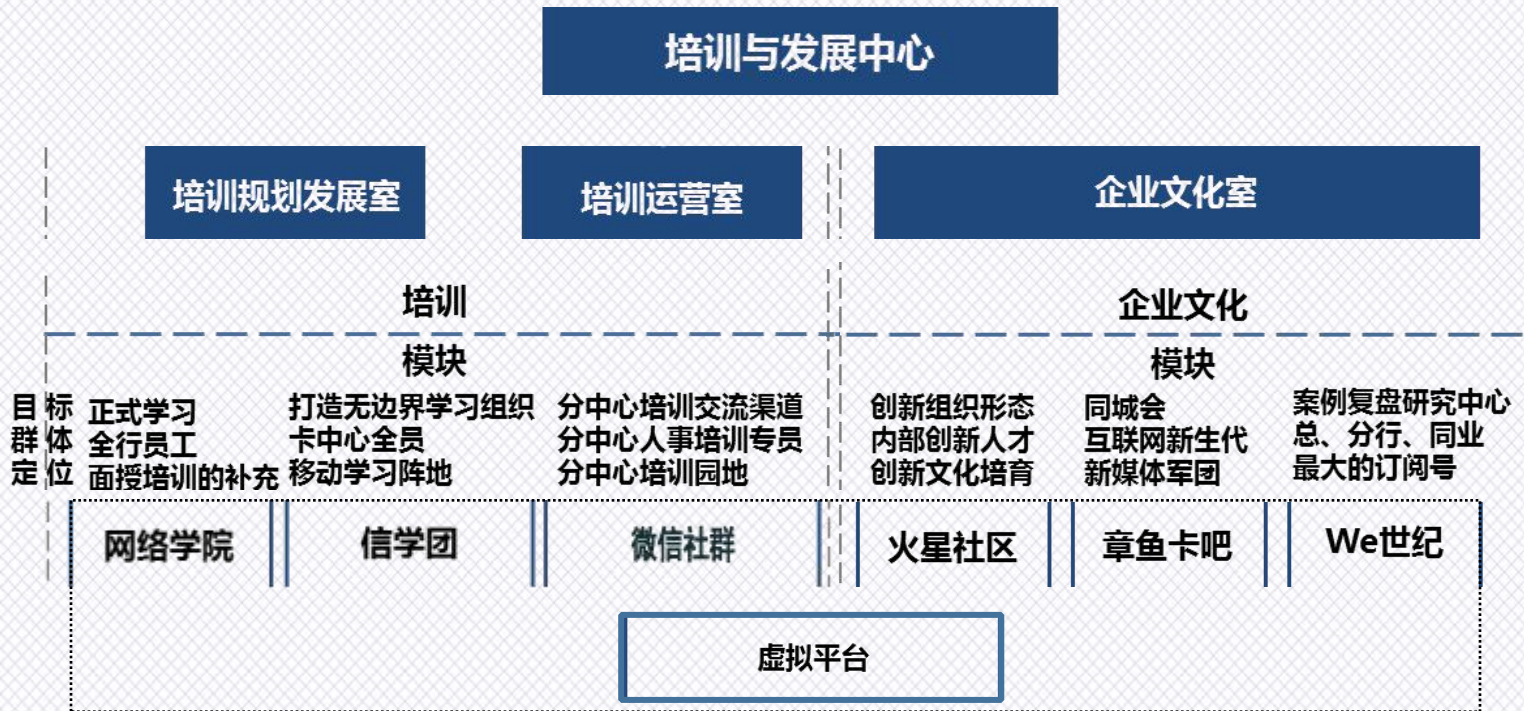 培训与发展中心
培训规划发展室
培训运营室
企业文化室
培训
企业文化
模块
模块
目标
群体
定位
正式学习
全行员工
面授培训的补充
打造无边界学习组织
卡中心全员
移动学习阵地
分中心培训交流渠道
分中心人事培训专员
分中心培训园地
创新组织形态
内部创新人才
创新文化培育
同城会
互联网新生代
新媒体军团
案例复盘研究中心
总、分行、同业
最大的订阅号
网络学院
信学团
微信社群
火星社区
章鱼卡吧
We世纪
虚拟平台